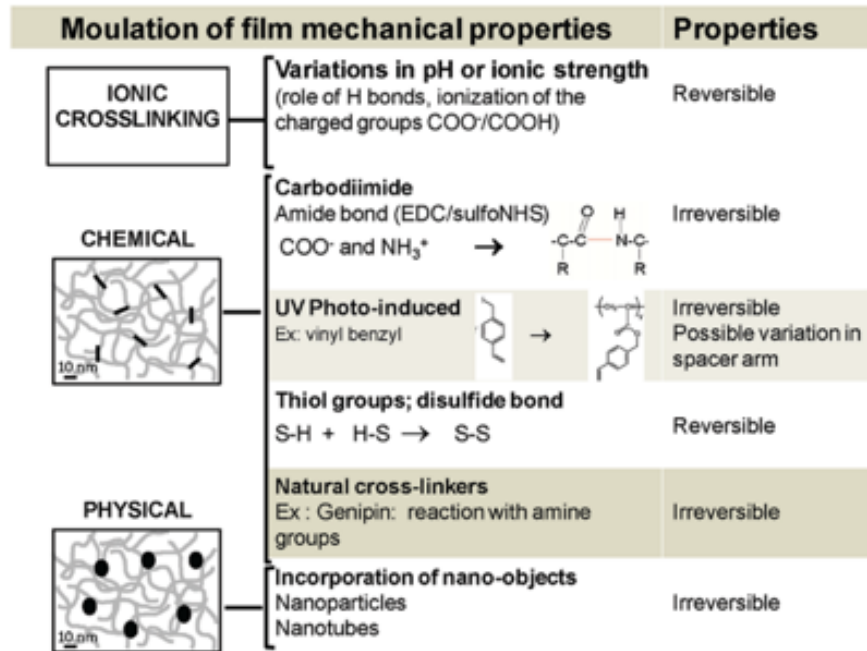 Moulation of film mechanical properties Properties
IONIC
CROSSLINKING
Variations in pH or ionic strength
(role of H bonds, ionization of the
charged groups COO⁻/COOH)
Reversible
CHEMICAL
10 nm
Carbodiimide
Amide bond (EDC/sulfoNHS)
COO⁻ and NH₃⁺ →
O H
-C-C-N-C-
R R
Irreversible
UV Photo-induced
Ex: vinyl benzyl
→
Irreversible
Possible variation in
spacer arm
Thiol groups; disulfide bond
S-H + H-S → S-S
Reversible
Natural cross-linkers
Ex : Genipin: reaction with amine
groups
Irreversible
PHYSICAL
10 nm
Incorporation of nano-objects
Nanoparticles
Nanotubes
Irreversible